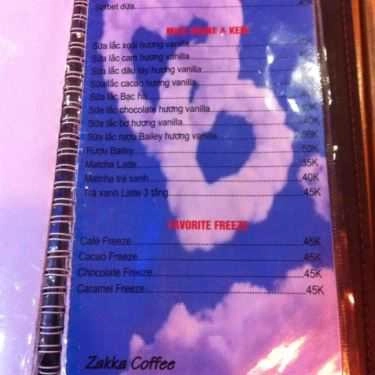 Sorbet dừa
Sữa lắc xoài hương vanilla
Sữa lắc cam hương vanilla
Sữa lắc dâu tây hương vanilla
Sữa lắc cacao hương vanilla
Sữa lắc Bạc hà
Sữa lắc chocolate hương vanilla
Sữa lắc bơ hương vanilla 45K
Sữa lắc rượu Bailey hương vanilla
Rượu Bailey 50K
Matcha Latte 35K
Matcha trà xanh 40K
Trà xanh Latte 3 tầng 45K
FAVORITE FREEZE
Café Freeze 45K
Cacao Freeze 45K
Chocolate Freeze 45K
Caramel Freeze 45K
Zakka Coffee